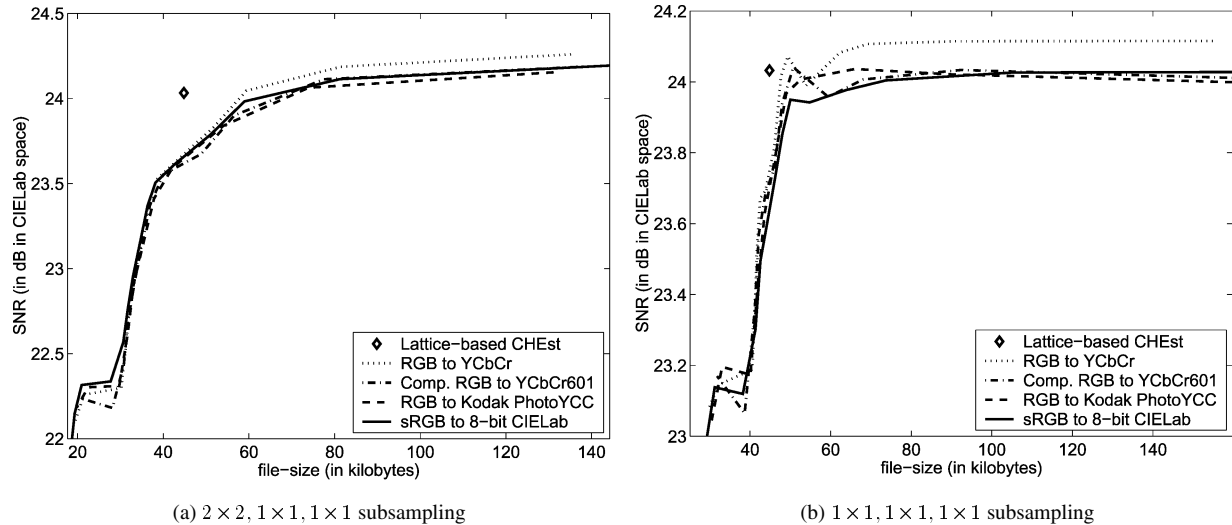 24.5
24
23.5
23
22.5
22
SNR (in dB in CIELab space)
20 40 60 80 100 120 140
file−size (in kilobytes)
Lattice−based CHEst
RGB to YCbCr
Comp. RGB to YCbCr601
RGB to Kodak PhotoYCC
sRGB to 8−bit CIELab
(a) 2 × 2, 1 × 1, 1 × 1 subsampling
24.2
24
23.8
23.6
23.4
23.2
23
SNR (in dB in CIELab space)
40 60 80 100 120 140
file−size (in kilobytes)
Lattice−based CHEst
RGB to YCbCr
Comp. RGB to YCbCr601
RGB to Kodak PhotoYCC
sRGB to 8−bit CIELab
(b) 1 × 1, 1 × 1, 1 × 1 subsampling